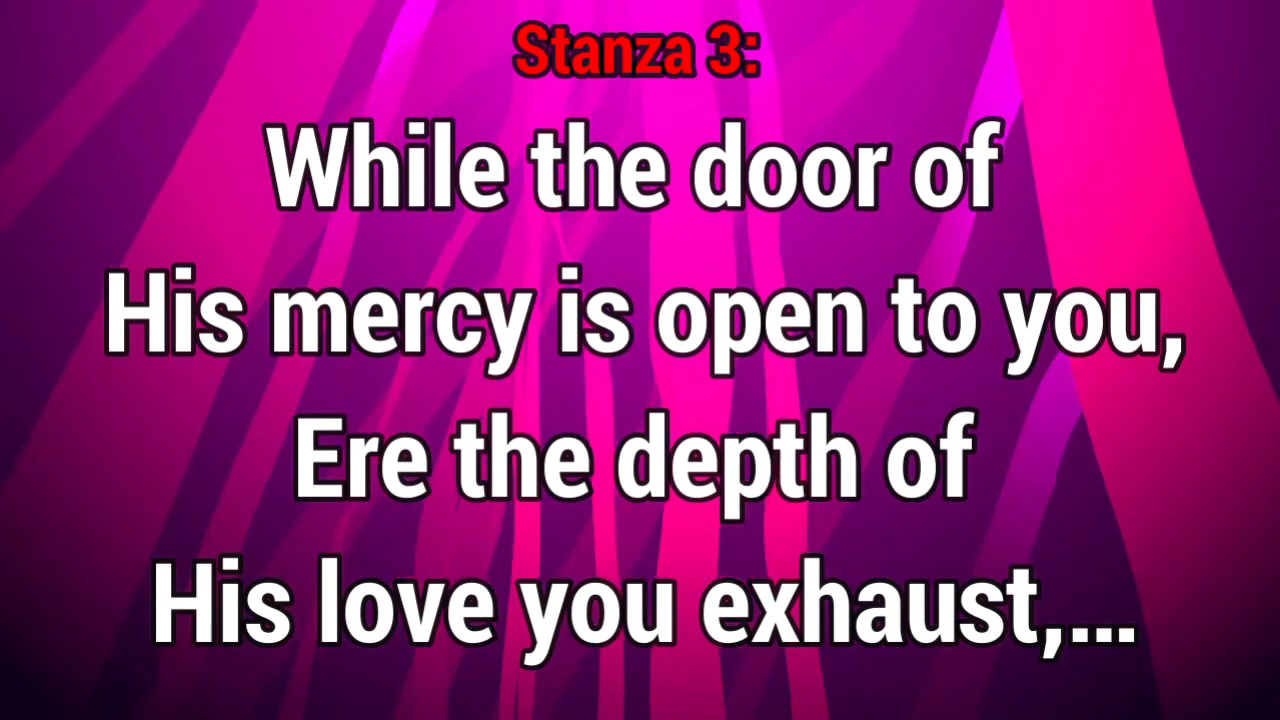 Stanza 3:
While the door of
His mercy is open to you,
Ere the depth of
His love you exhaust,...